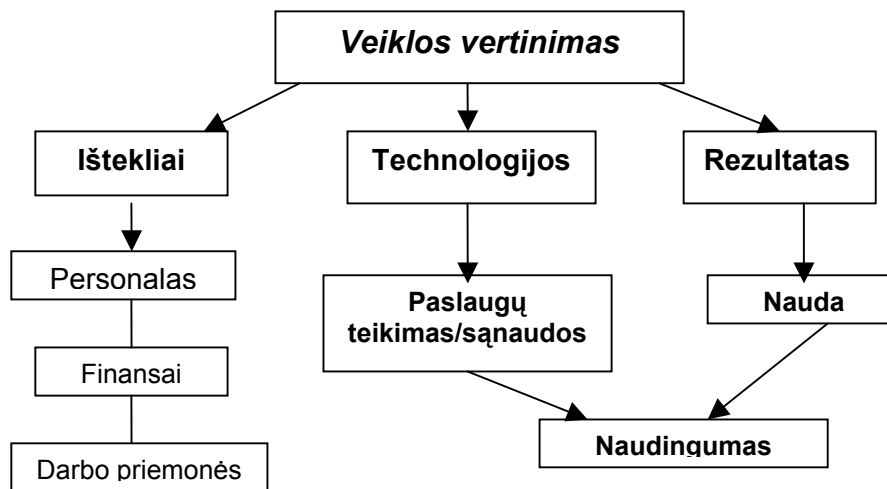 Veiklos vertinimas
Ištekliai
Technologijos
Rezultatas
Personalas
Paslaugų
teikimas/sąnaudos
Nauda
Finansai
Naudingumas
Darbo priemonės